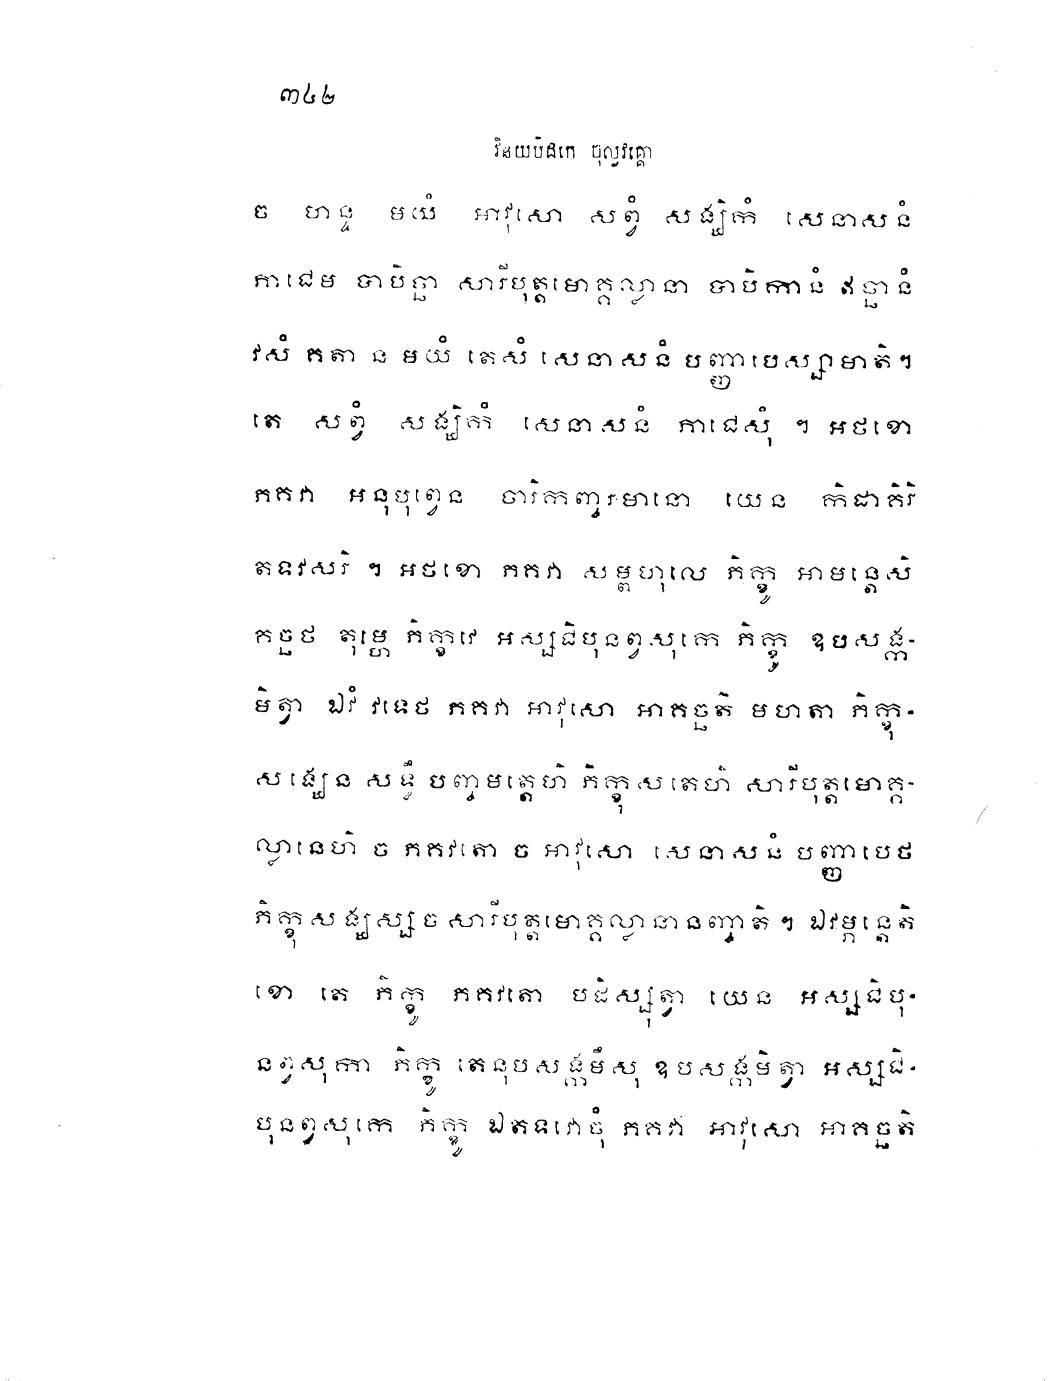 ៣៤២
វិនយបិដកេ ចុល្លវគ្គោ
ច ហន្ទ មយំ អាវុសោ សព្វំ សង្ឃិកំ សេនាសនំ
ភាជេម បាបិច្ឆា សារីបុត្តមោគ្គល្លានា បាបិកានំ ឥច្ឆានំ
វសំ គតា ន មយំ តេសំ សេនាសនំ បញ្ញាបេស្សាមាតិ ។
តេ សព្វំ សង្ឃិកំ សេនាសនំ ភាជេសុំ ។ អថខោ
ភគវា អនុបុព្វេន ចារិកញ្ចរមានោ យេន កិដាគិរិ
តទវសរិ ។ អថខោ ភគវា សម្ពហុលេ ភិក្ខូ អាមន្តេសិ
គច្ឆថ តុម្ហេ ភិក្ខវេ អស្សជិបុនព្វសុកេ ភិក្ខូ ឧបសង្ក-
មិត្វា ឯវំ វទេថ ភគវា អាវុសោ អាគច្ឆតិ មហតា ភិក្ខុ-
សង្ឃេន សទ្ធឹ បញ្ចមត្តេហិ ភិក្ខុសតេហិ សារីបុត្តមោគ្គ-
ល្លានេហិ ច ភគវតោ ច អាវុសោ សេនាសនំ បញ្ញាបេថ
ភិក្ខុសង្ឃស្ស ច សារីបុត្តមោគ្គល្លានានញ្ចាតិ ។ ឯវម្ភន្តេតិ
ខោ តេ ភិក្ខូ ភគវតោ បដិស្សុត្វា យេន អស្សជិបុ-
នព្វសុកា ភិក្ខូ តេនុបសង្កមឹសុ ឧបសង្កមិត្វា អស្សជិ-
បុនព្វសុកេ ភិក្ខូ ឯតទវោចុំ ភគវា អាវុសោ អាគច្ឆតិ